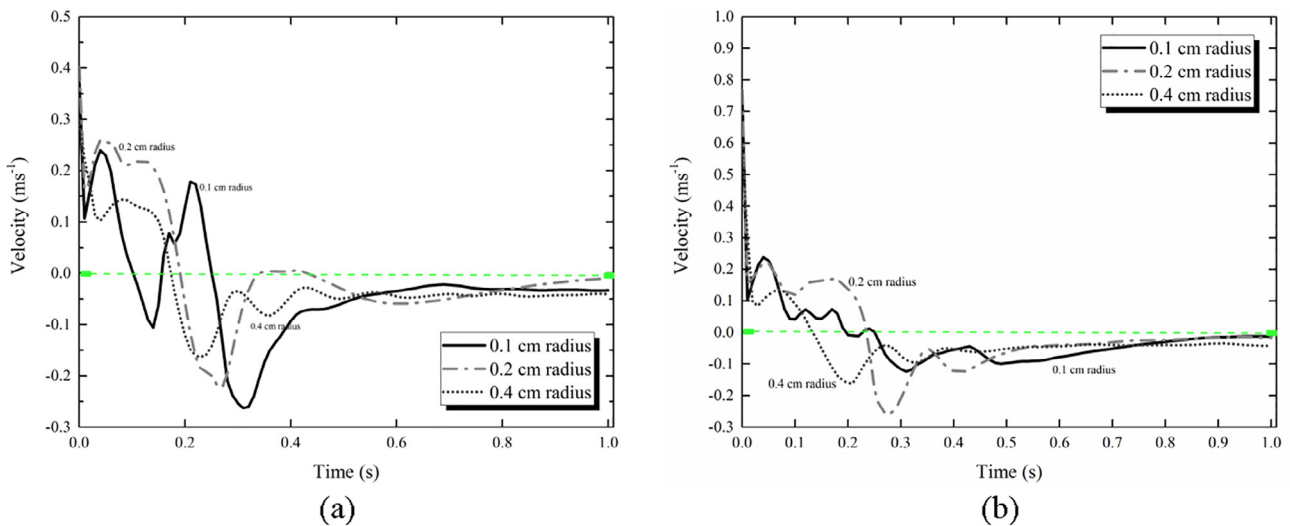 0.5
0.4
0.3
0.2
0.1
0.0
-0.1
-0.2
-0.3
Velocity (ms⁻¹)
0.2 cm radius
0.1 cm radius
0.4 cm radius
0.1 cm radius
0.2 cm radius
0.4 cm radius
0.0 0.2 0.4 0.6 0.8 1.0
Time (s)
(a)
1.0
0.9
0.8
0.7
0.6
0.5
0.4
0.3
0.2
0.1
0.0
-0.1
-0.2
-0.3
Velocity (ms⁻¹)
0.1 cm radius
0.2 cm radius
0.4 cm radius
0.2 cm radius
0.4 cm radius
0.1 cm radius
0.0 0.1 0.2 0.3 0.4 0.5 0.6 0.7 0.8 0.9 1.0
Time (s)
(b)